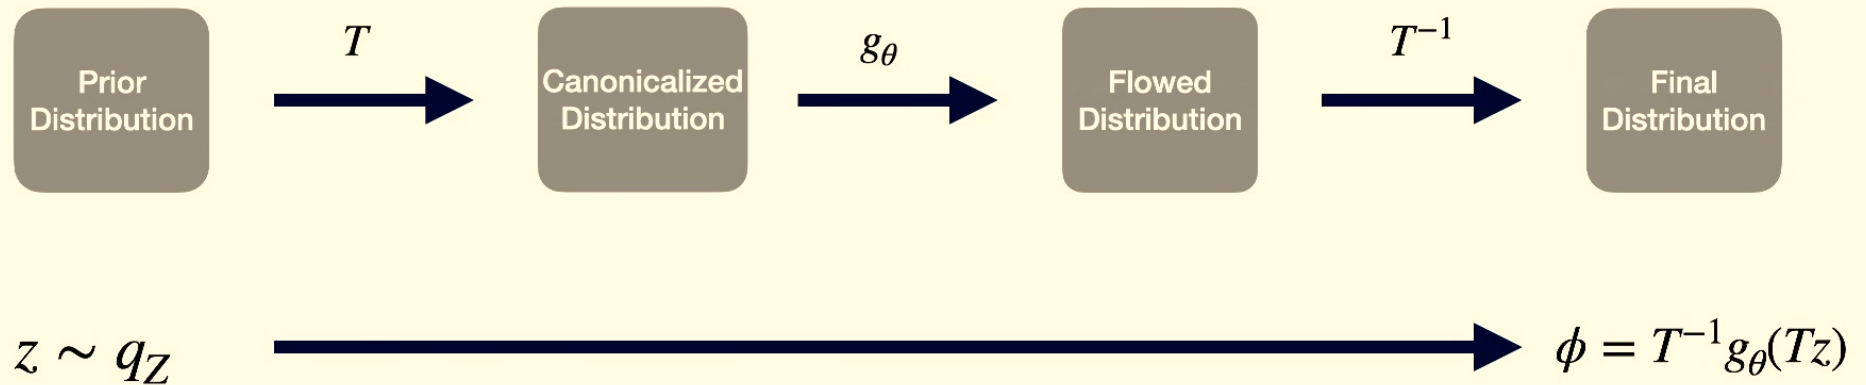 T
g_θ
T^{-1}
Prior
Distribution
Canonicalized
Distribution
Flowed
Distribution
Final
Distribution
z ∼ q_Z
ϕ = T^{-1}g_θ(Tz)